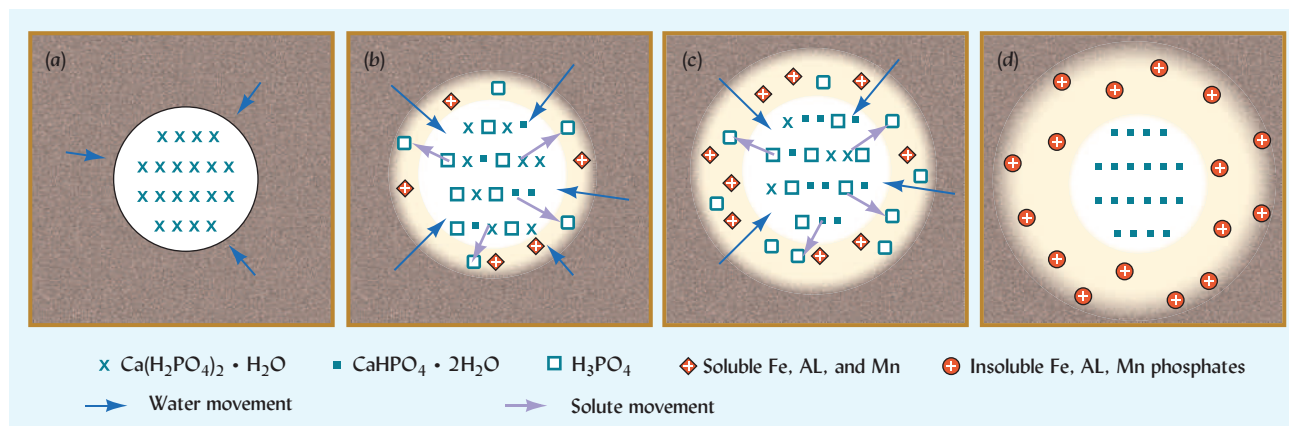 (a)
(b)
(c)
(d)
x Ca(H₂PO₄)₂ • H₂O
CaHPO₄ • 2H₂O
H₃PO₄
Soluble Fe, AL, and Mn
Insoluble Fe, AL, Mn phosphates
Water movement
Solute movement